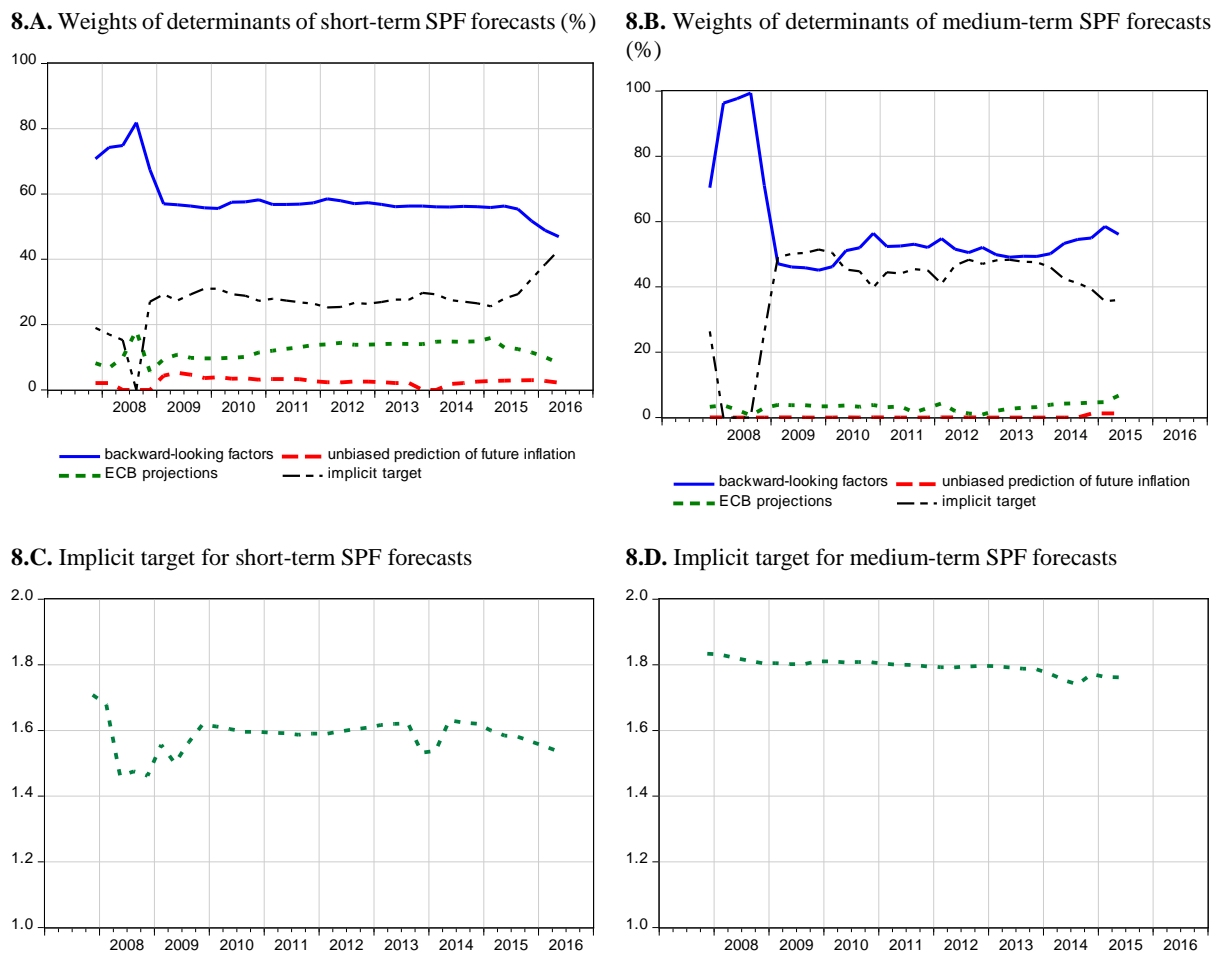 8.A. Weights of determinants of short-term SPF forecasts (%)
100
80
60
40
20
0
2008 2009 2010 2011 2012 2013 2014 2015 2016
backward-looking factors unbiased prediction of future inflation
ECB projections implicit target
8.B. Weights of determinants of medium-term SPF forecasts
(%)
100
80
60
40
20
0
2008 2009 2010 2011 2012 2013 2014 2015 2016
backward-looking factors unbiased prediction of future inflation
ECB projections implicit target
8.C. Implicit target for short-term SPF forecasts
2.0
1.8
1.6
1.4
1.2
1.0
2008 2009 2010 2011 2012 2013 2014 2015 2016
8.D. Implicit target for medium-term SPF forecasts
2.0
1.8
1.6
1.4
1.2
1.0
2008 2009 2010 2011 2012 2013 2014 2015 2016